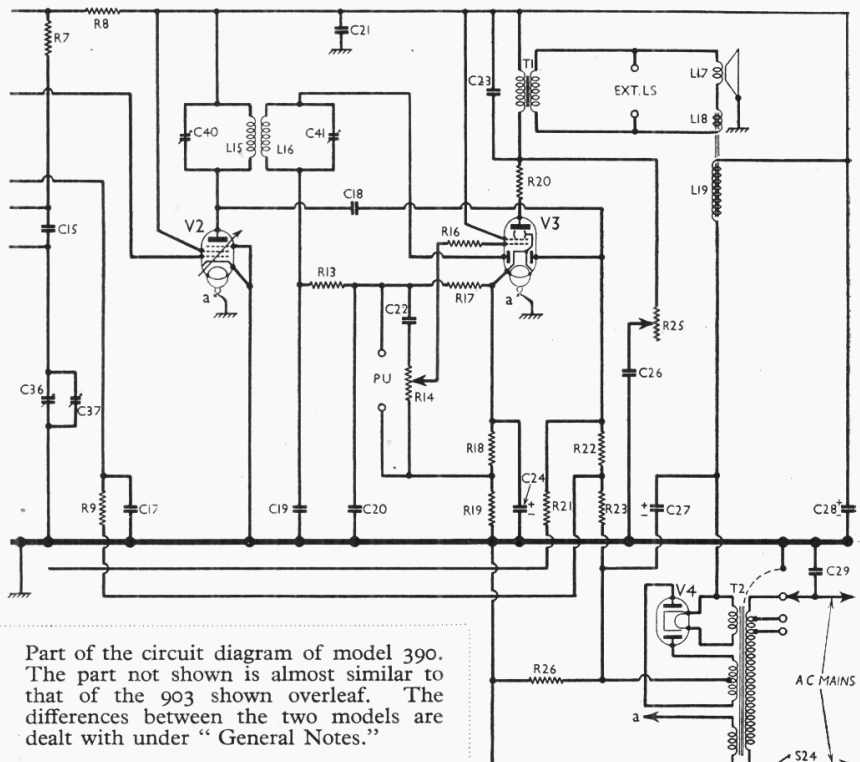 R8
R7
C21
T1
C23
L17
EXT.LS
L18
C40
L15
L16
C41
R20
L19
C18
V2
V3
C15
R16
a
R13
R17
a
C22
R25
C36
PU
C26
C37
R14
R18
R22
C24
+
-
R9
C17
C19
C20
R19
R21
R23
+
-
C27
C28
+
-
C29
V4
T2
Part of the circuit diagram of model 390.
The part not shown is almost similar to
that of the 903 shown overleaf. The
differences between the two models are
dealt with under “ General Notes.”
R26
A C MAINS
a
S24